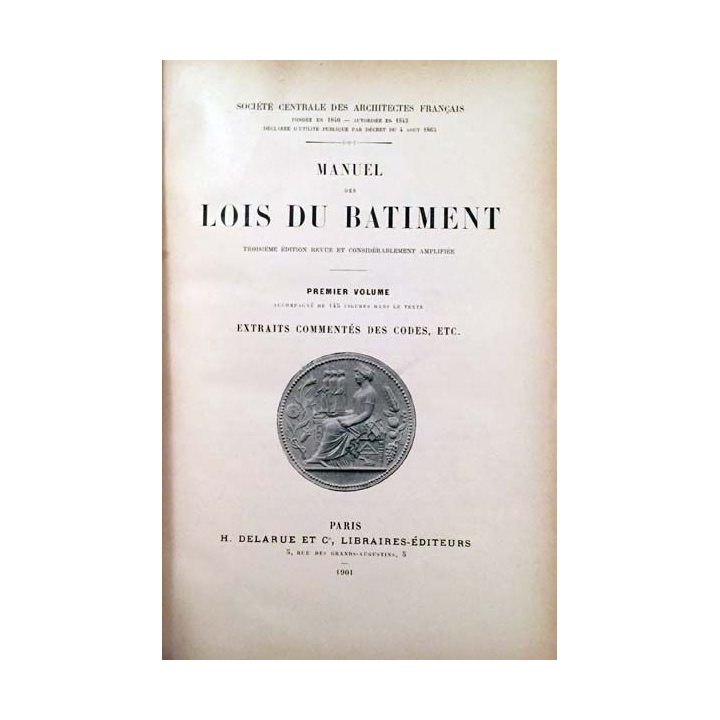 SOCIÉTÉ CENTRALE DES ARCHITECTES FRANÇAIS
FONDÉE EN 1840 — AUTORISÉE EN 1843
DÉCLARÉE D'UTILITÉ PUBLIQUE PAR DÉCRET DU 4 AOUT 1865
MANUEL
DES
LOIS DU BATIMENT
TROISIÈME ÉDITION REVUE ET CONSIDÉRABLEMENT AMPLIFIÉE
PREMIER VOLUME
ACCOMPAGNÉ DE 145 FIGURES DANS LE TEXTE
EXTRAITS COMMENTÉS DES CODES, ETC.
PARIS
H. DELARUE ET Cie, LIBRAIRES-ÉDITEURS
5, RUE DES GRANDS-AUGUSTINS, 5
1901